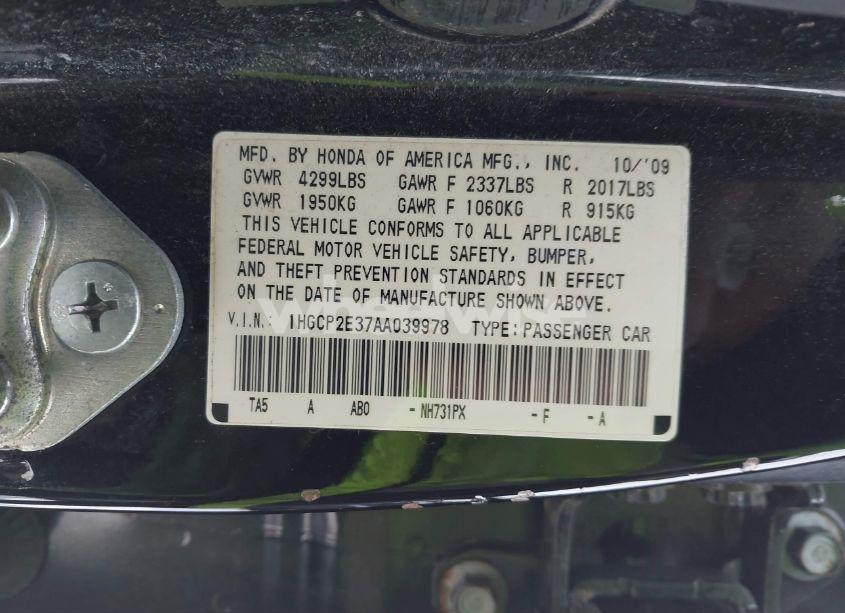 MFD. BY HONDA OF AMERICA MFG., INC. 10/'09
GVWR 4299LBS GAWR F 2337LBS R 2017LBS
GVWR 1950KG GAWR F 1060KG R 915KG
THIS VEHICLE CONFORMS TO ALL APPLICABLE
FEDERAL MOTOR VEHICLE SAFETY, BUMPER,
AND THEFT PREVENTION STANDARDS IN EFFECT
ON THE DATE OF MANUFACTURE SHOWN ABOVE.
wheelwise
V.I.N.: 1HGCP2E37AA039978 TYPE: PASSENGER CAR
TA5 A AB0 - NH731PX - F - A